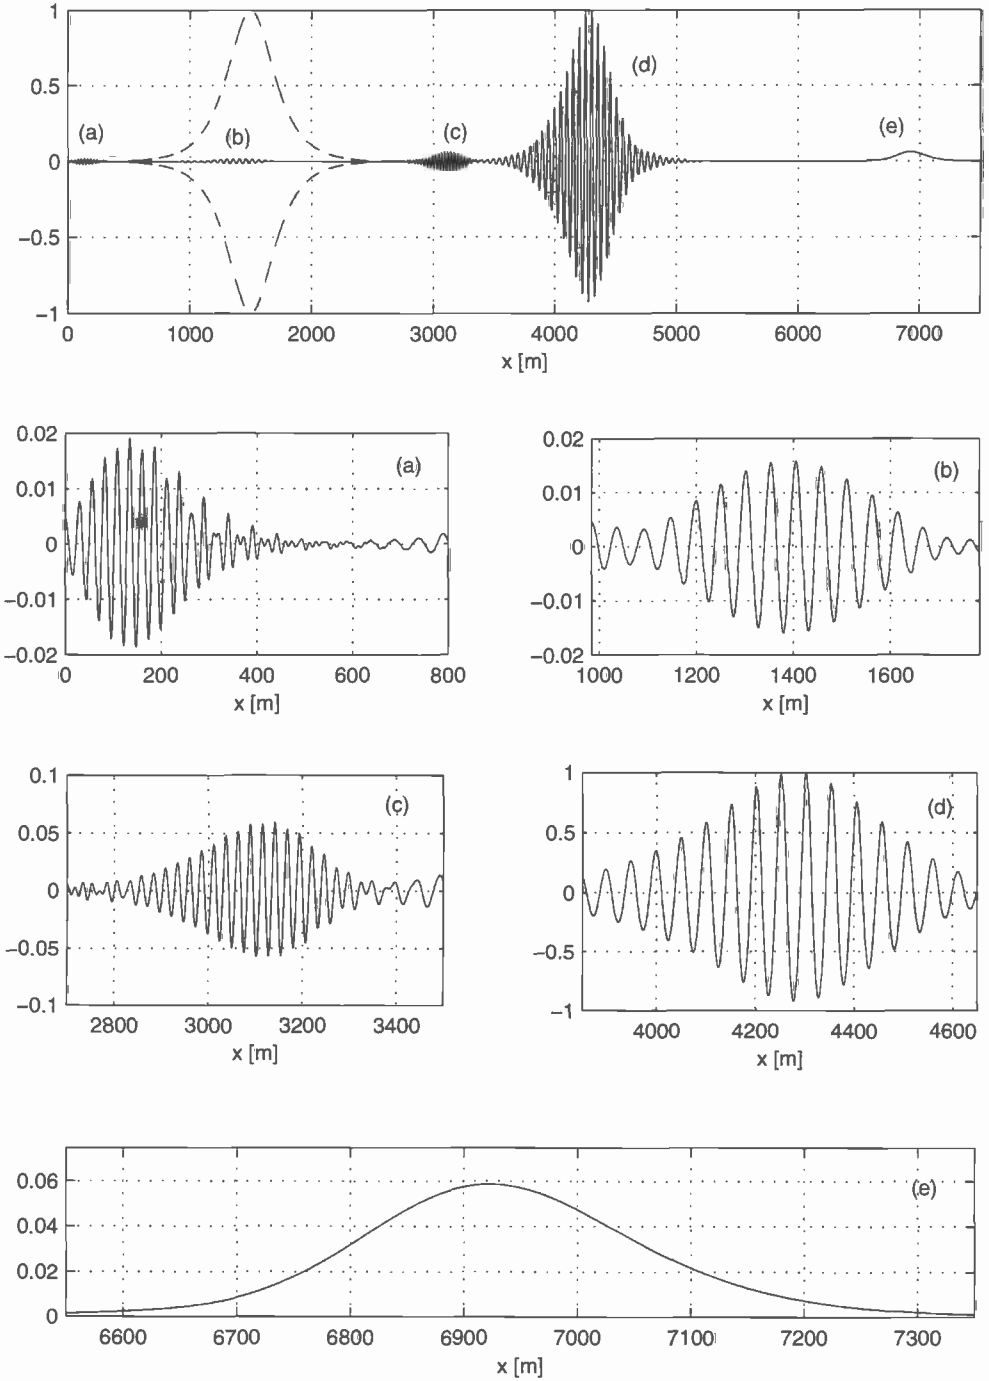 1
0.5
0
−0.5
−1
(a)
(b)
(c)
(d)
(e)
0 1000 2000 3000 4000 5000 6000 7000
x [m]
0.02
0.01
0
−0.01
−0.02
(a)
0 200 400 600 800
x [m]
0.02
0.01
0
−0.01
−0.02
(b)
1000 1200 1400 1600
x [m]
0.1
0.05
0
−0.05
−0.1
(c)
2800 3000 3200 3400
x [m]
1
0.5
0
−0.5
−1
(d)
4000 4200 4400 4600
x [m]
0.06
0.04
0.02
0
(e)
6600 6700 6800 6900 7000 7100 7200 7300
x [m]